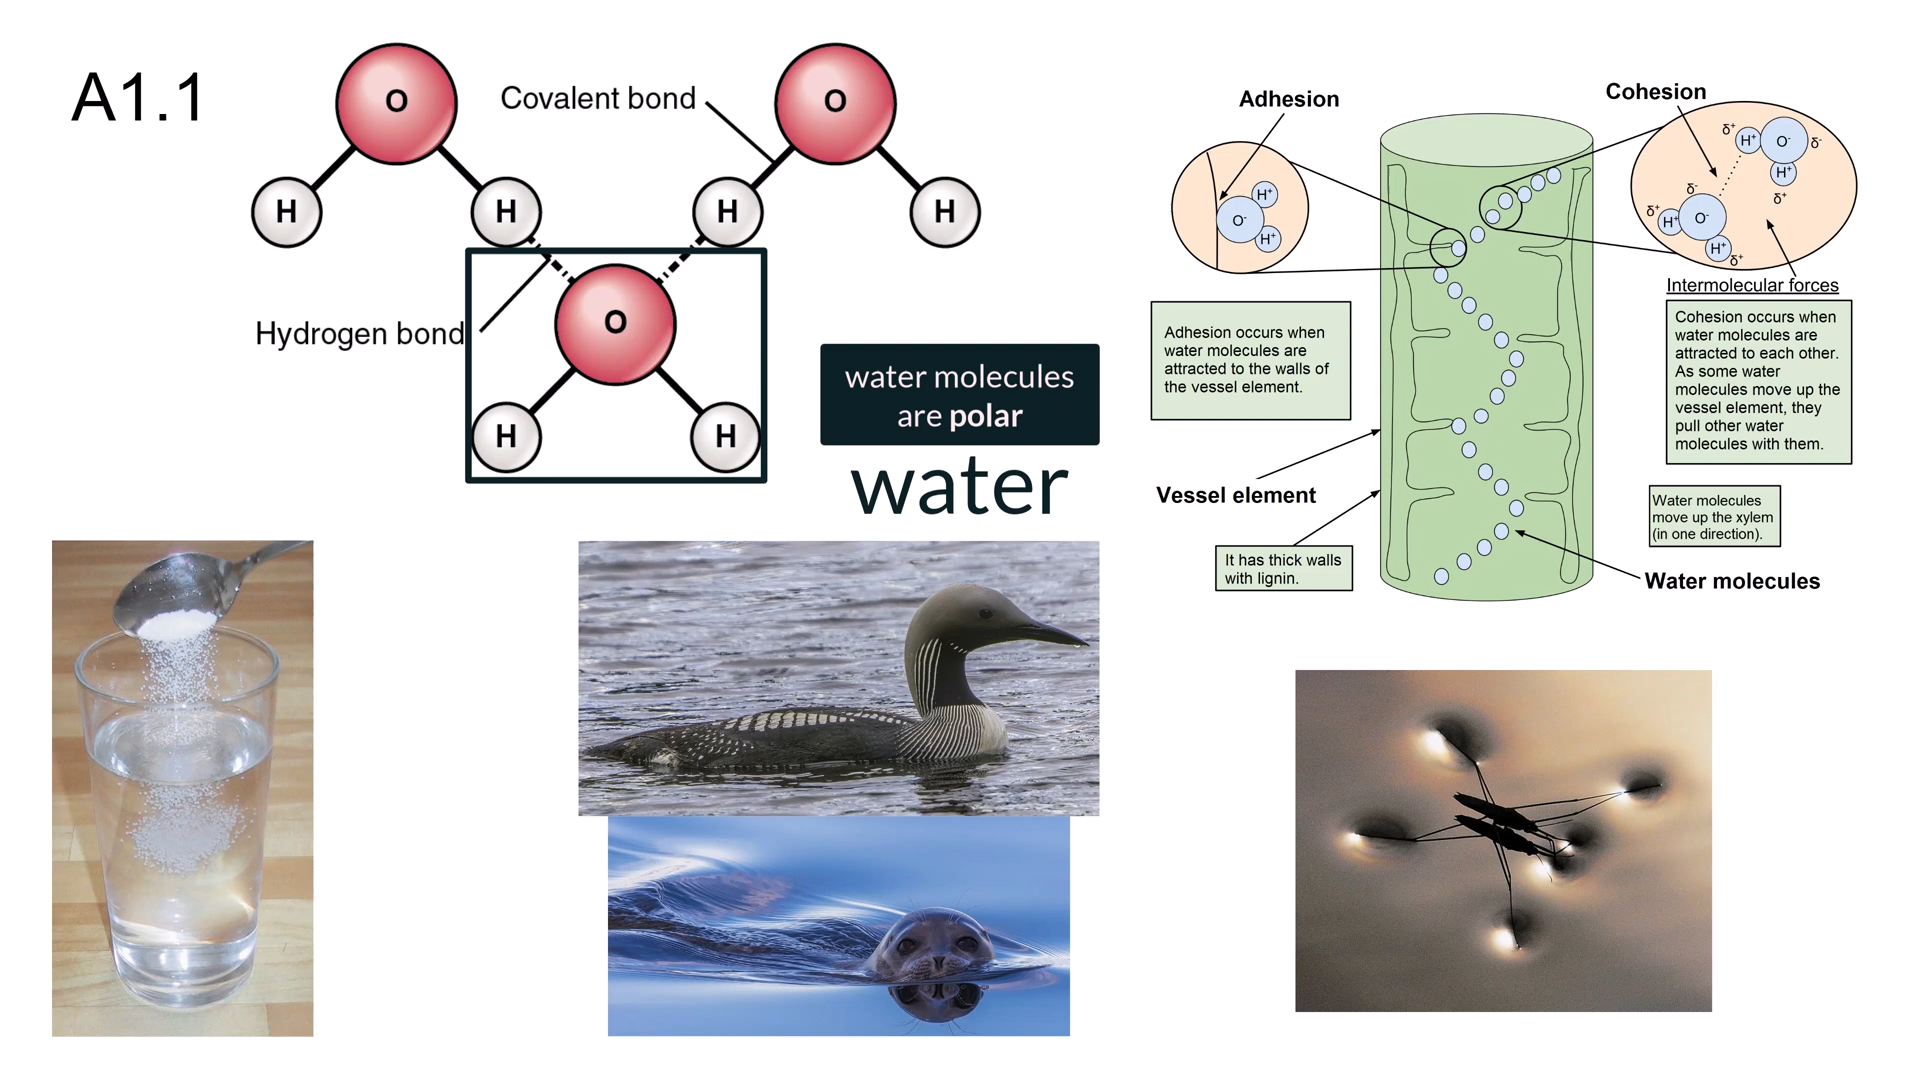 A1.1
O
O
Covalent bond
H
H
H
H
Hydrogen bond
O
H
H
water molecules
are polar
water
Adhesion
H⁺
O⁻
H⁺
Cohesion
δ⁺
H⁺
O⁻
δ⁻
H⁺
δ⁺
δ⁻
δ⁺
H⁺
O⁻
H⁺
δ⁺
Intermolecular forces
Adhesion occurs when
water molecules are
attracted to the walls of
the vessel element.
Cohesion occurs when
water molecules are
attracted to each other.
As some water
molecules move up the
vessel element, they
pull other water
molecules with them.
Vessel element
Water molecules
move up the xylem
(in one direction).
It has thick walls
with lignin.
Water molecules